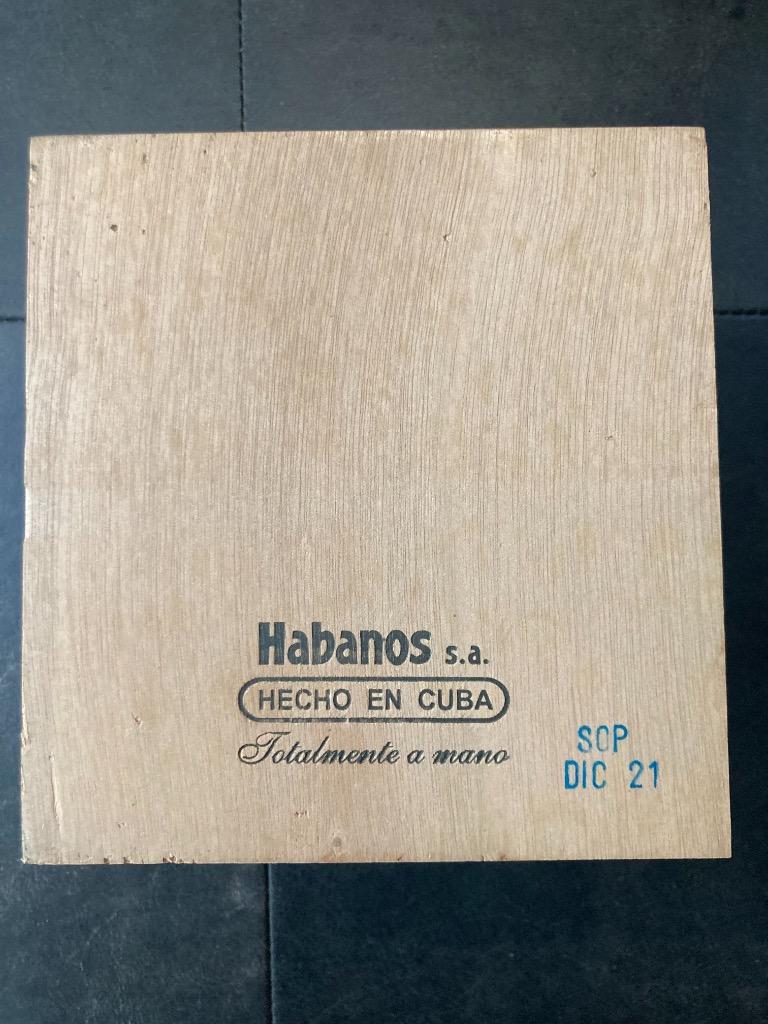 Habanos s.a.
HECHO EN CUBA
Totalmente a mano
SOP
DIC 21